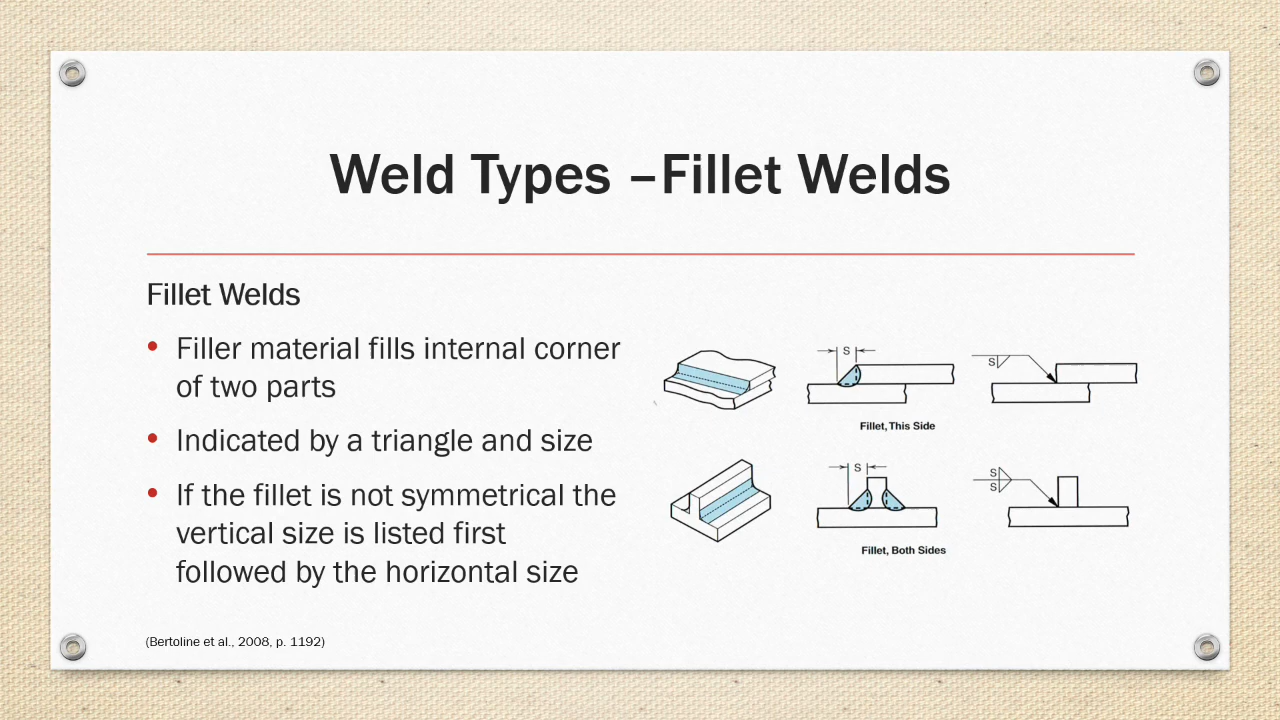 Weld Types –Fillet Welds
Fillet Welds
• Filler material fills internal corner
of two parts
• Indicated by a triangle and size
• If the fillet is not symmetrical the
vertical size is listed first
followed by the horizontal size
S
S
Fillet, This Side
S
S
S
Fillet, Both Sides
(Bertoline et al., 2008, p. 1192)